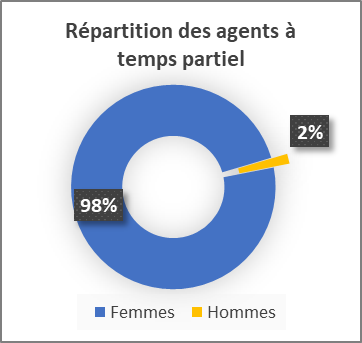 Répartition des agents à
temps partiel
2%
98%
Femmes Hommes